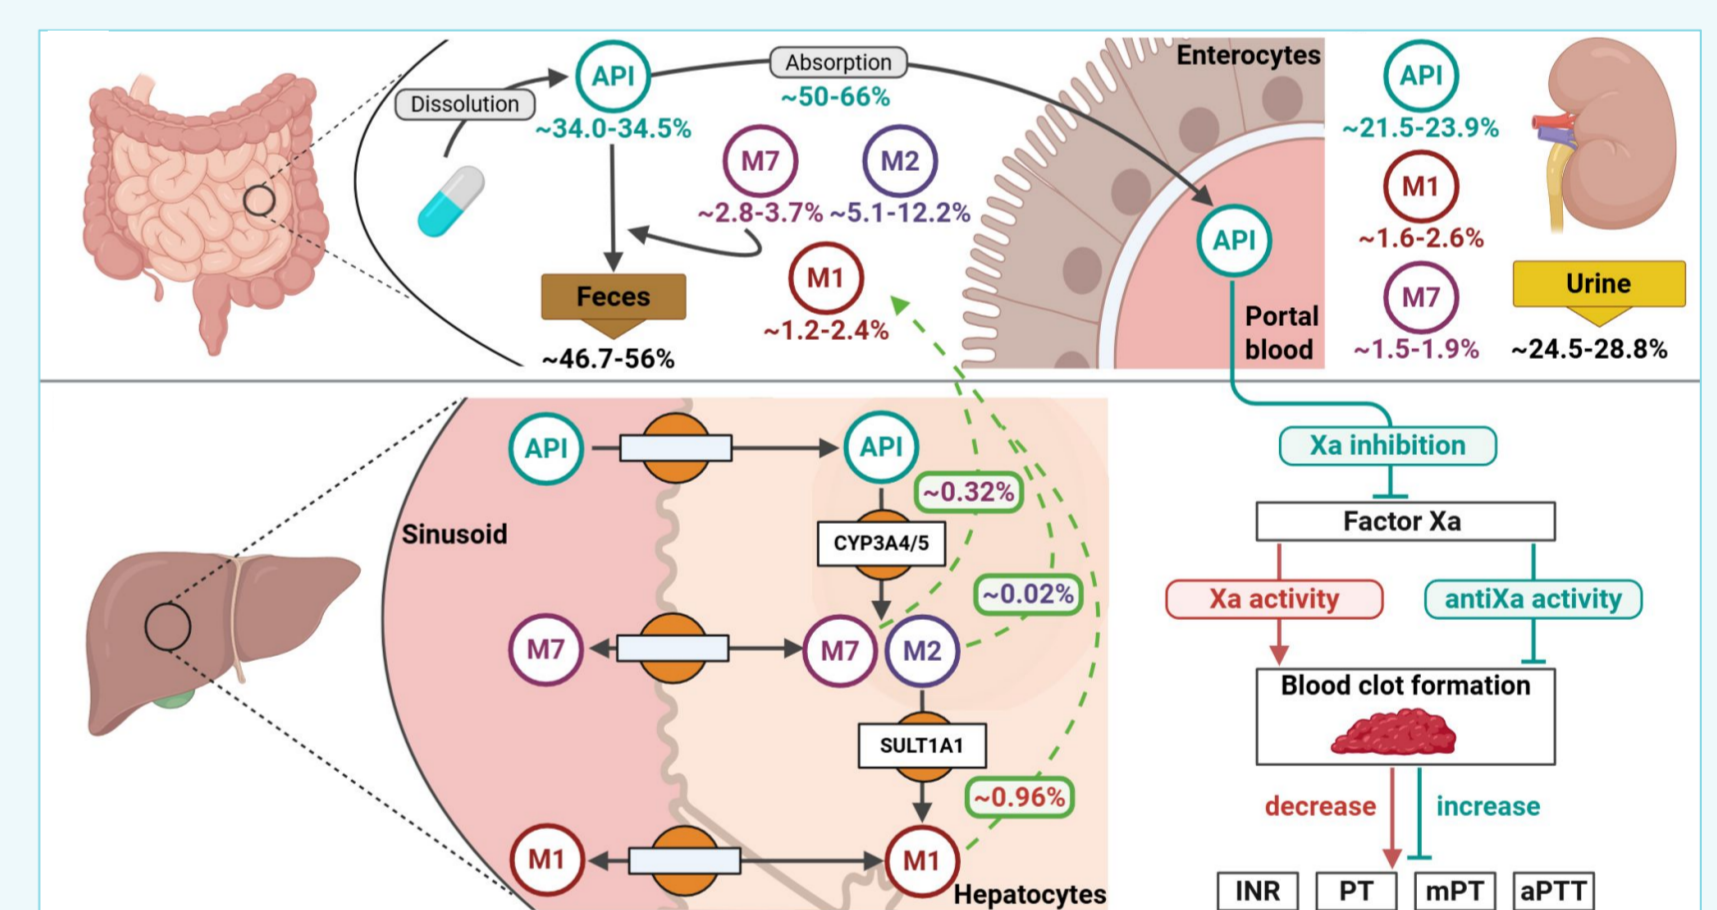 Dissolution
API
~34.0-34.5%
Absorption
~50-66%
M7
~2.8-3.7%
M2
~5.1-12.2%
M1
~1.2-2.4%
Feces
~46.7-56%
Enterocytes
API
Portal
blood
API
~21.5-23.9%
M1
~1.6-2.6%
M7
~1.5-1.9%
Urine
~24.5-28.8%
Sinusoid
API
API
~0.32%
CYP3A4/5
~0.02%
M7
M7
M2
SULT1A1
~0.96%
M1
M1
Hepatocytes
Xa inhibition
Factor Xa
Xa activity
antiXa activity
Blood clot formation
decrease
increase
INR
PT
mPT
aPTT